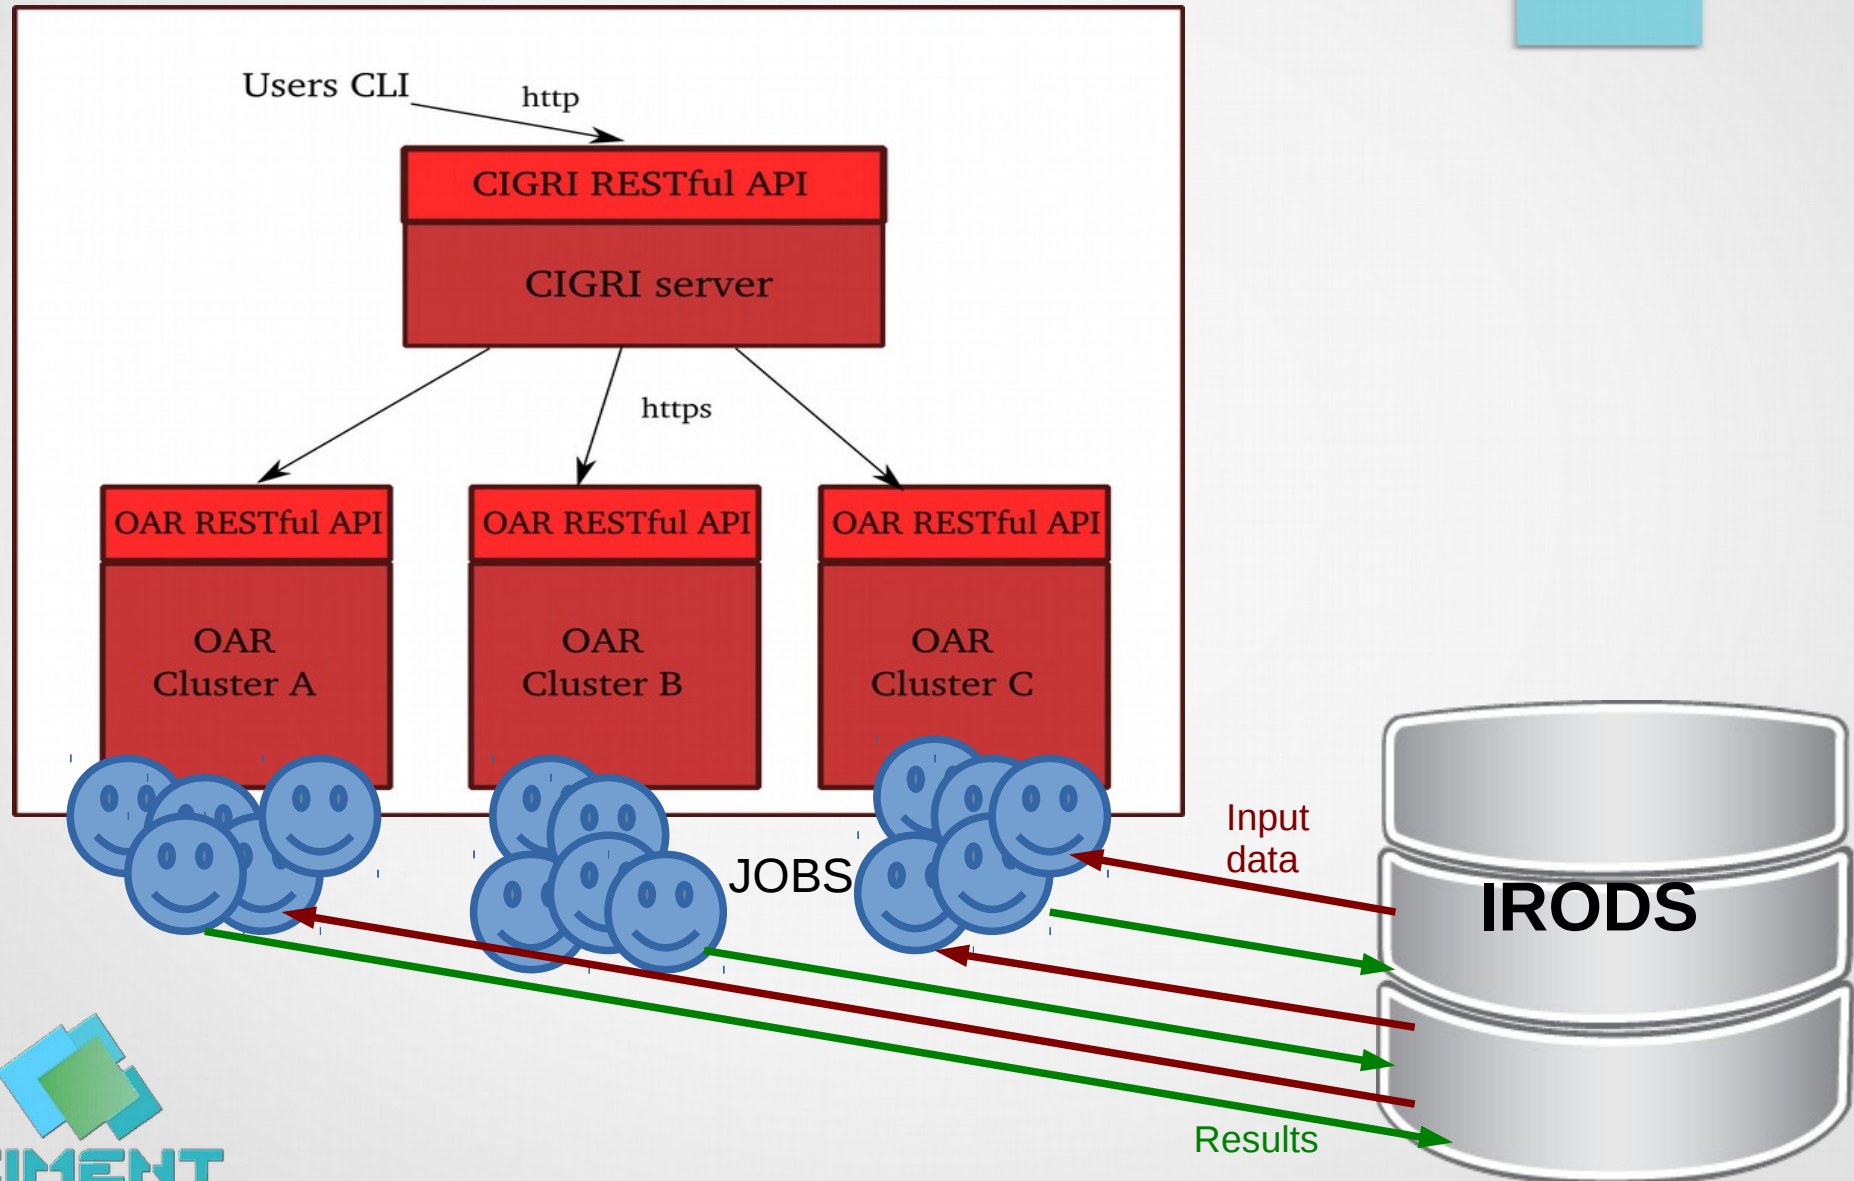 Users CLI
http
CIGRI RESTful API
CIGRI server
https
OAR RESTful API
OAR RESTful API
OAR RESTful API
OAR
Cluster A
OAR
Cluster B
OAR
Cluster C
Input
data
JOBS
IRODS
Results
CIMENT